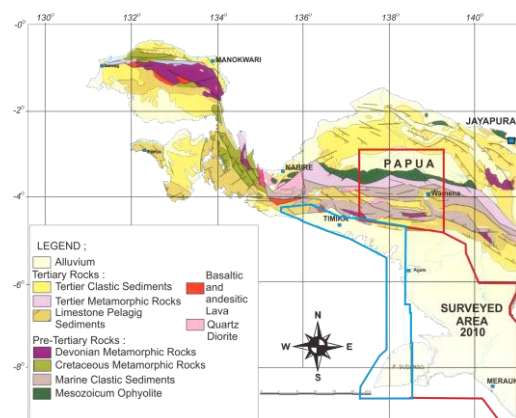 130° 132° 134° 136° 138° 140°
-0°
MANOKWARI
-2°
JAYAPURA
NABIRE
PAPUA
-4°
Wamena
TIMIKA
LEGEND ;
Alluvium
Tertiary Rocks :
Tertier Clastic Sediments
Tertier Metamorphic Rocks
Limestone Pelagig
Sediments
Basaltic
and
andesitic
Lava
Quartz
Diorite
Pre-Tertiary Rocks :
Devonian Metamorphic Rocks
Cretaceous Metamorphic Rocks
Marine Clastic Sediments
Mesozoicum Ophyolite
Agats
-6°
SURVEYED
AREA
2010
N
W E
S
-8°
MERAUK